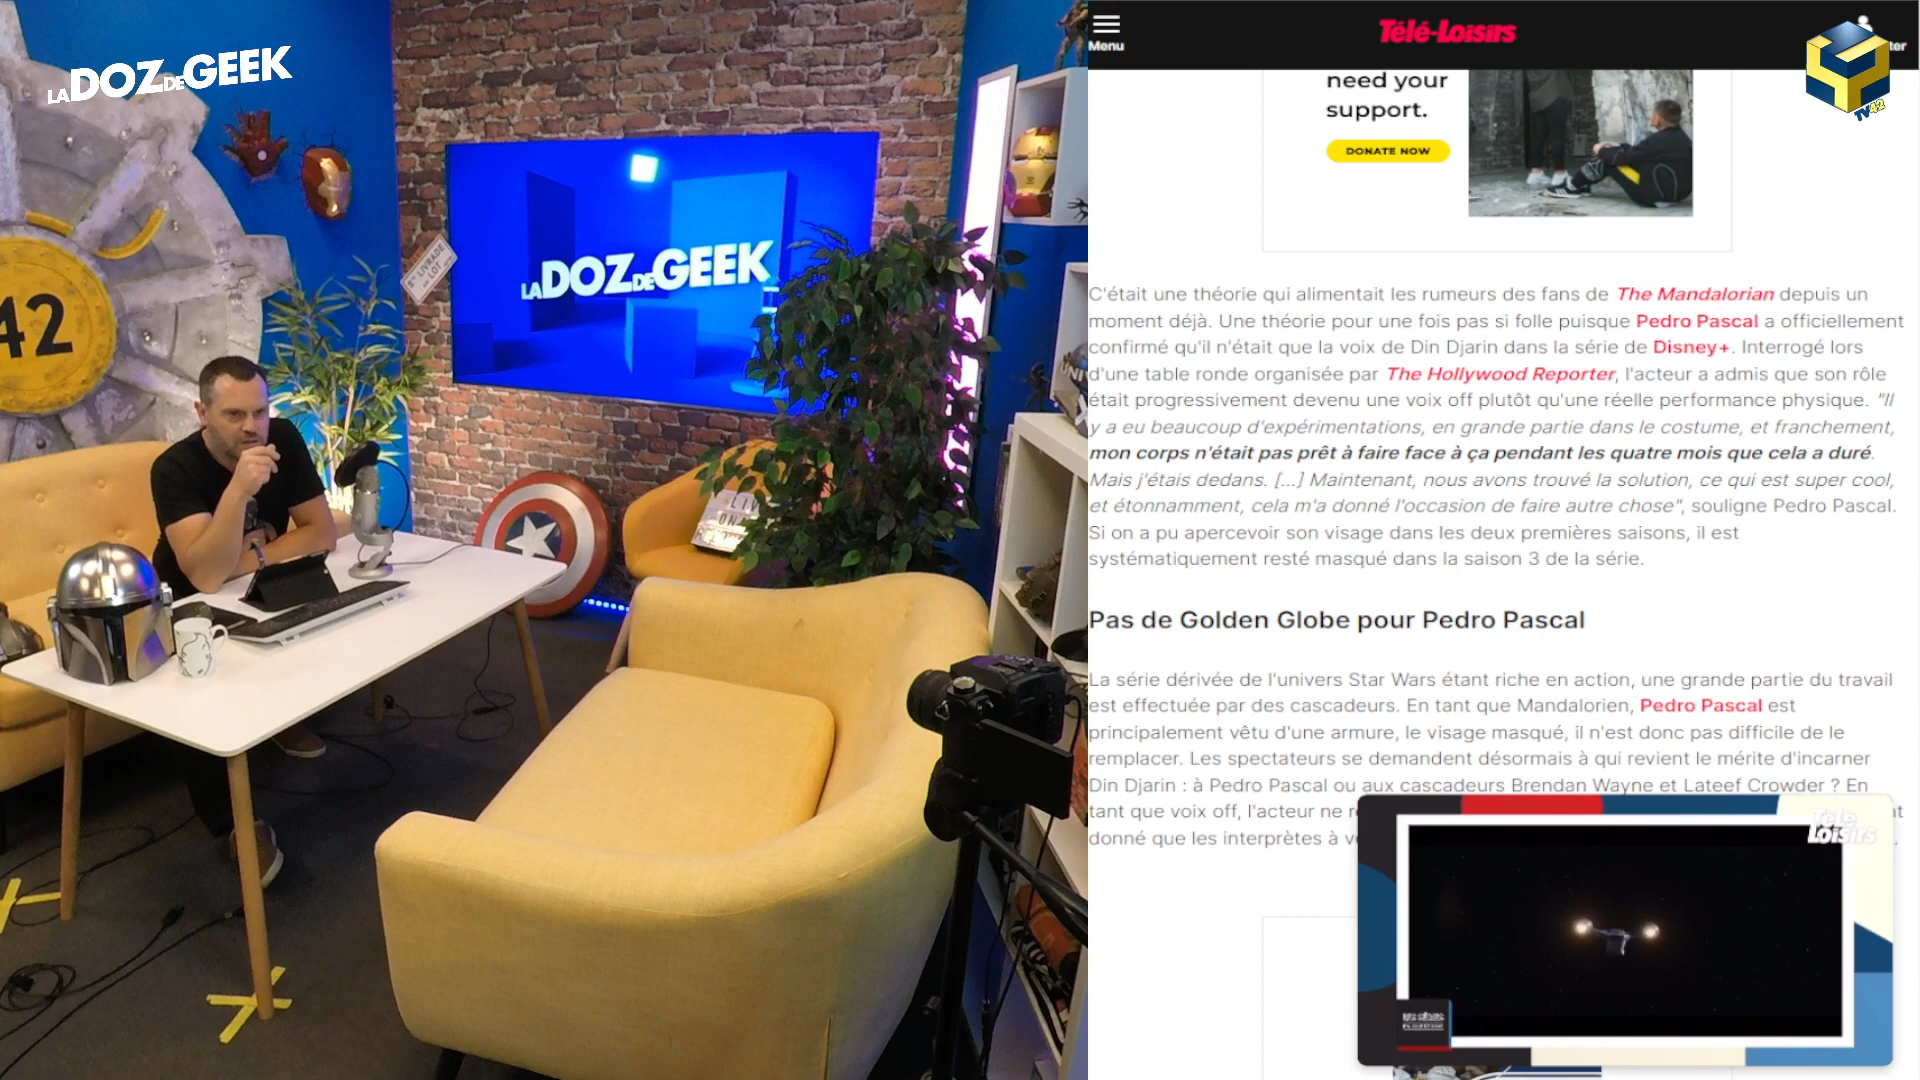 LA DOZ DE GEEK
LIVRAISE
LOI
42
LA DOZ DE GEEK
LIV
ON
Menu
Télé-Loisirs
ter
TV42
need your
support.
DONATE NOW
C'était une théorie qui alimentait les rumeurs des fans de The Mandalorian depuis un
moment déjà. Une théorie pour une fois pas si folle puisque Pedro Pascal a officiellement
confirmé qu'il n'était que la voix de Din Djarin dans la série de Disney+. Interrogé lors
d'une table ronde organisée par The Hollywood Reporter, l'acteur a admis que son rôle
était progressivement devenu une voix off plutôt qu'une réelle performance physique. "Il
y a eu beaucoup d'expérimentations, en grande partie dans le costume, et franchement,
mon corps n'était pas prêt à faire face à ça pendant les quatre mois que cela a duré.
Mais j'étais dedans. [...] Maintenant, nous avons trouvé la solution, ce qui est super cool,
et étonnamment, cela m'a donné l'occasion de faire autre chose", souligne Pedro Pascal.
Si on a pu apercevoir son visage dans les deux premières saisons, il est
systématiquement resté masqué dans la saison 3 de la série.
Pas de Golden Globe pour Pedro Pascal
La série dérivée de l'univers Star Wars étant riche en action, une grande partie du travail
est effectuée par des cascadeurs. En tant que Mandalorien, Pedro Pascal est
principalement vêtu d'une armure, le visage masqué, il n'est donc pas difficile de le
remplacer. Les spectateurs se demandent désormais à qui revient le mérite d'incarner
Din Djarin : à Pedro Pascal ou aux cascadeurs Brendan Wayne et Lateef Crowder ? En
tant que voix off, l'acteur ne r
donné que les interprètes à v
Télé
Loisirs